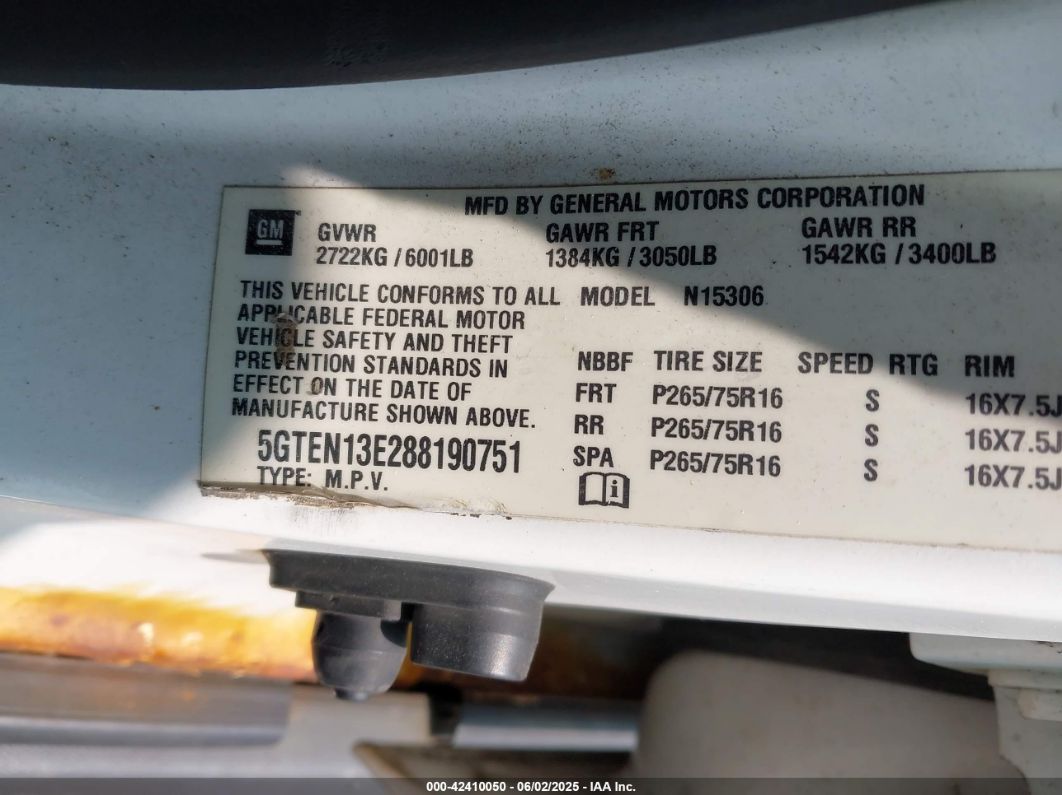 MFD BY GENERAL MOTORS CORPORATION
GM
GVWR GAWR FRT GAWR RR
2722KG / 6001LB 1384KG / 3050LB 1542KG / 3400LB
THIS VEHICLE CONFORMS TO ALL MODEL N15306
APPLICABLE FEDERAL MOTOR
VEHICLE SAFETY AND THEFT
PREVENTION STANDARDS IN
EFFECT ON THE DATE OF
MANUFACTURE SHOWN ABOVE.
5GTEN13E288190751
TYPE: M.P.V.
NBBF TIRE SIZE SPEED RTG RIM
FRT P265/75R16 S 16X7.5J
RR P265/75R16 S 16X7.5J
SPA P265/75R16 S 16X7.5J
i
000-42410050 - 06/02/2025 - IAA Inc.